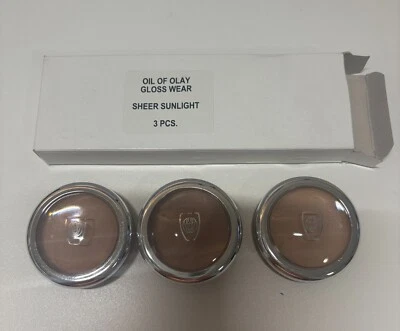 OIL OF OLAY
GLOSS WEAR
SHEER SUNLIGHT
3 PCS.